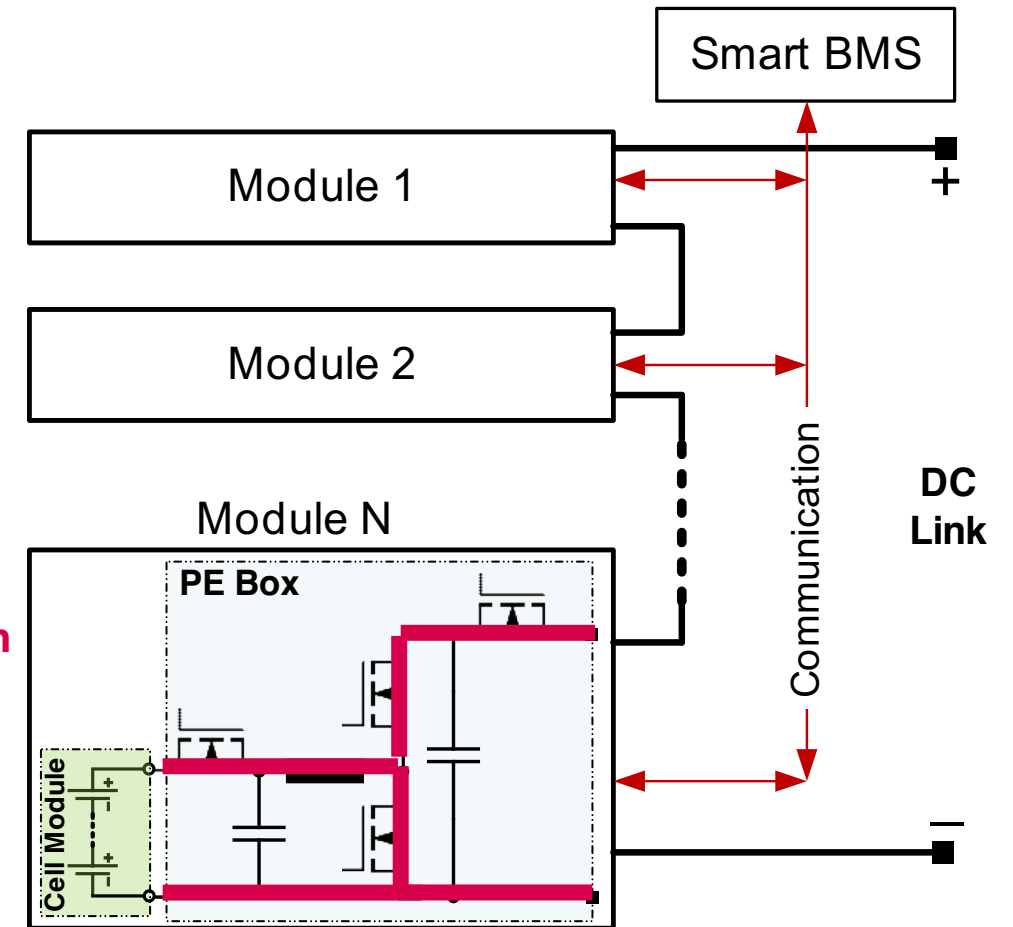 Smart BMS
Module 1
+
Module 2
Communication
DC
Link
Module N
PE Box
Cell Module
+
−
+
−
−